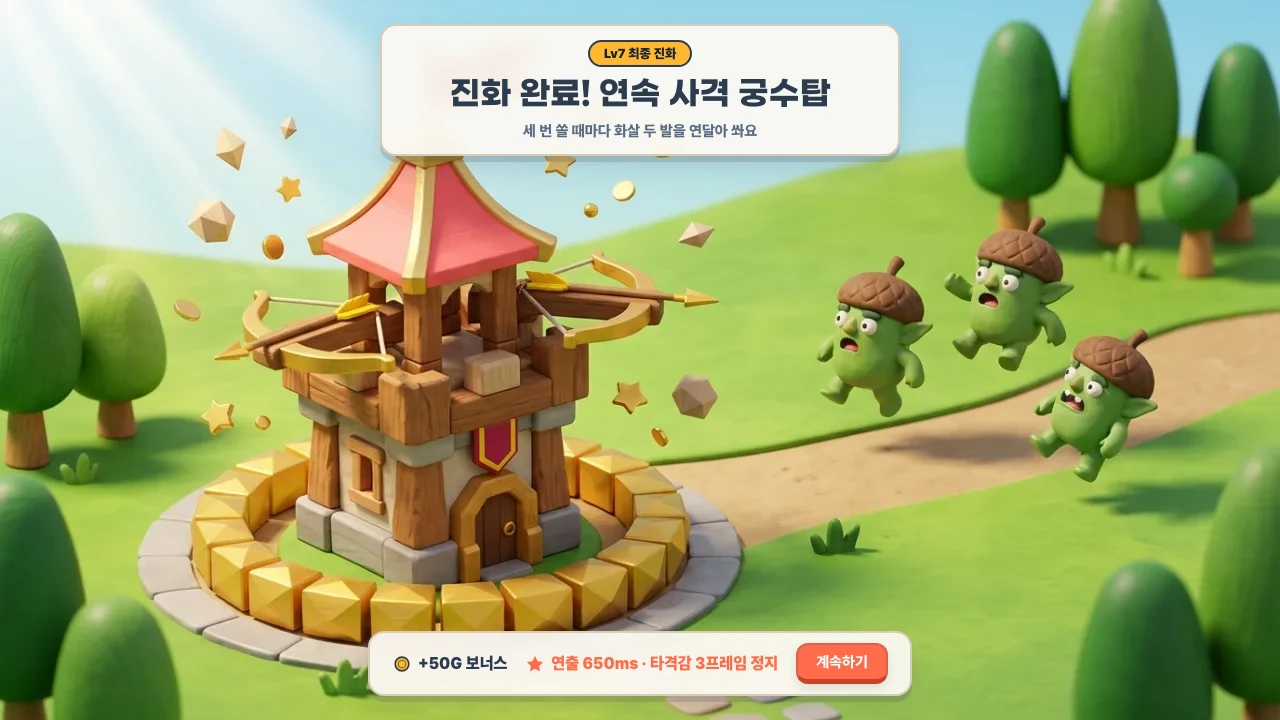 Lv7 최종 진화
진화 완료! 연속 사격 궁수탑
세 번 쏠 때마다 화살 두 발을 연달아 쏴요
+50G 보너스
연출 650ms · 타격감 3프레임 정지
계속하기